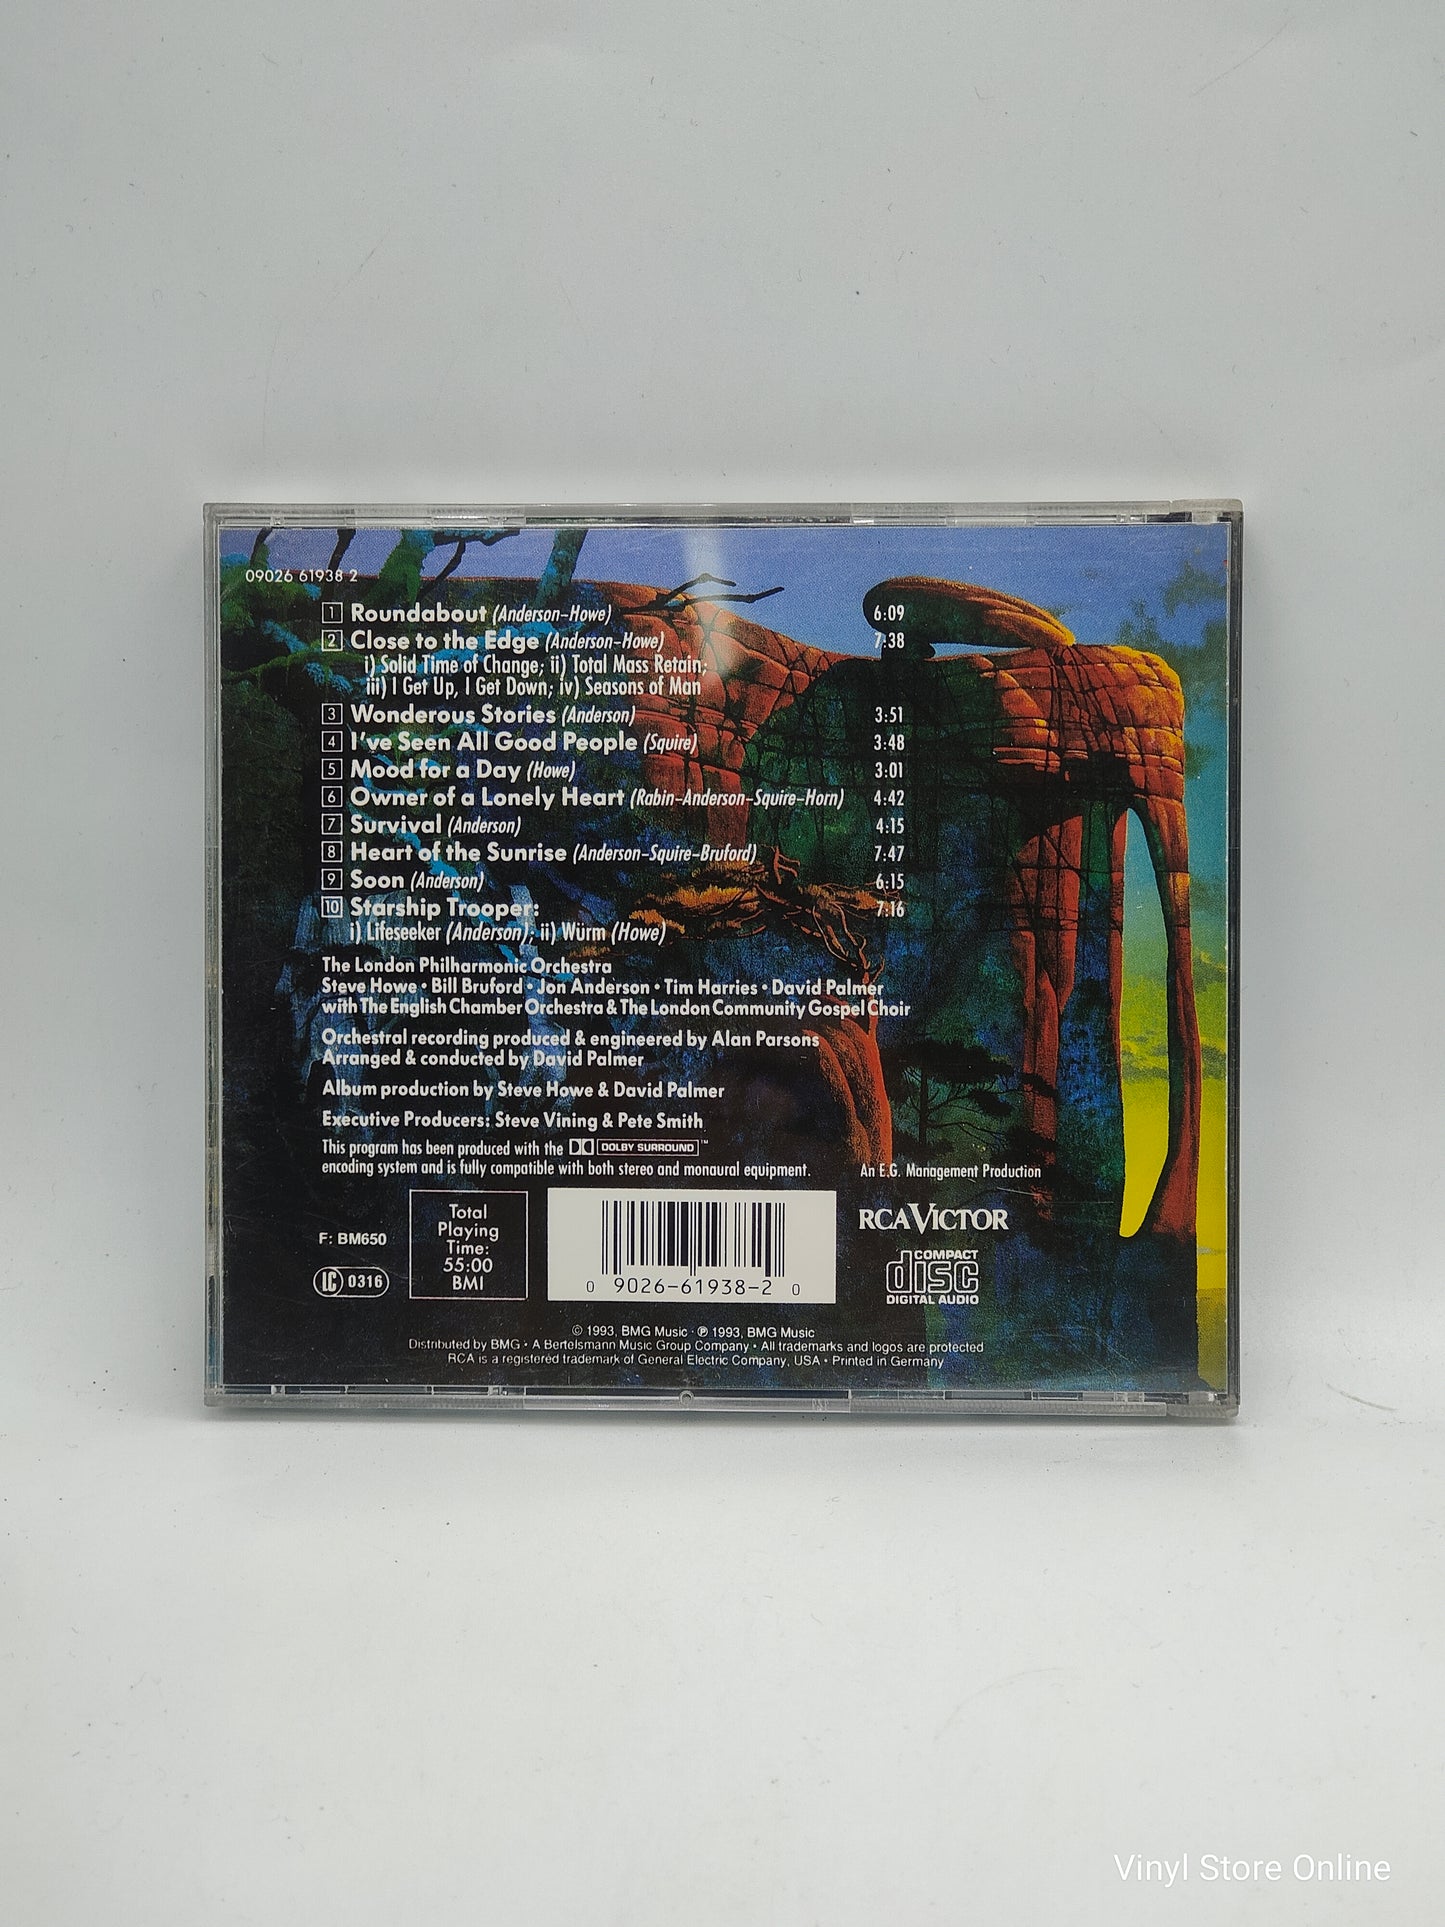 09026 61938 2
1 Roundabout (Anderson–Howe) 6:09
2 Close to the Edge (Anderson–Howe) 7:38
i) Solid Time of Change; ii) Total Mass Retain;
iii) I Get Up, I Get Down; iv) Seasons of Man
3 Wonderous Stories (Anderson) 3:51
4 I've Seen All Good People (Squire) 3:48
5 Mood for a Day (Howe) 3:01
6 Owner of a Lonely Heart (Rabin–Anderson–Squire–Horn) 4:42
7 Survival (Anderson) 4:15
8 Heart of the Sunrise (Anderson–Squire–Bruford) 7:47
9 Soon (Anderson) 6:15
10 Starship Trooper: 7:16
i) Lifeseeker (Anderson); ii) Würm (Howe)
The London Philharmonic Orchestra
Steve Howe • Bill Bruford • Jon Anderson • Tim Harries • David Palmer
with The English Chamber Orchestra & The London Community Gospel Choir
Orchestral recording produced & engineered by Alan Parsons
Arranged & conducted by David Palmer
Album production by Steve Howe & David Palmer
Executive Producers: Steve Vining & Pete Smith
This program has been produced with the DOLBY SURROUND™
encoding system and is fully compatible with both stereo and monaural equipment.
An E.G. Management Production
F: BM650
LC 0316
Total
Playing
Time:
55:00
BMI
0 9026-61938-2 0
RCA VICTOR
COMPACT
disc
DIGITAL AUDIO
© 1993, BMG Music · ℗ 1993, BMG Music
Distributed by BMG • A Bertelsmann Music Group Company • All trademarks and logos are protected
RCA is a registered trademark of General Electric Company, USA • Printed in Germany
Vinyl Store Online